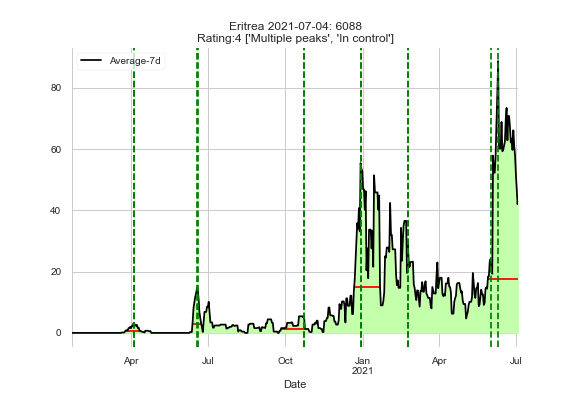 Eritrea 2021-07-04: 6088
Rating:4 ['Multiple peaks', 'In control']
Average-7d
80
60
40
20
0
Apr Jul Oct Jan Apr Jul
2021
Date